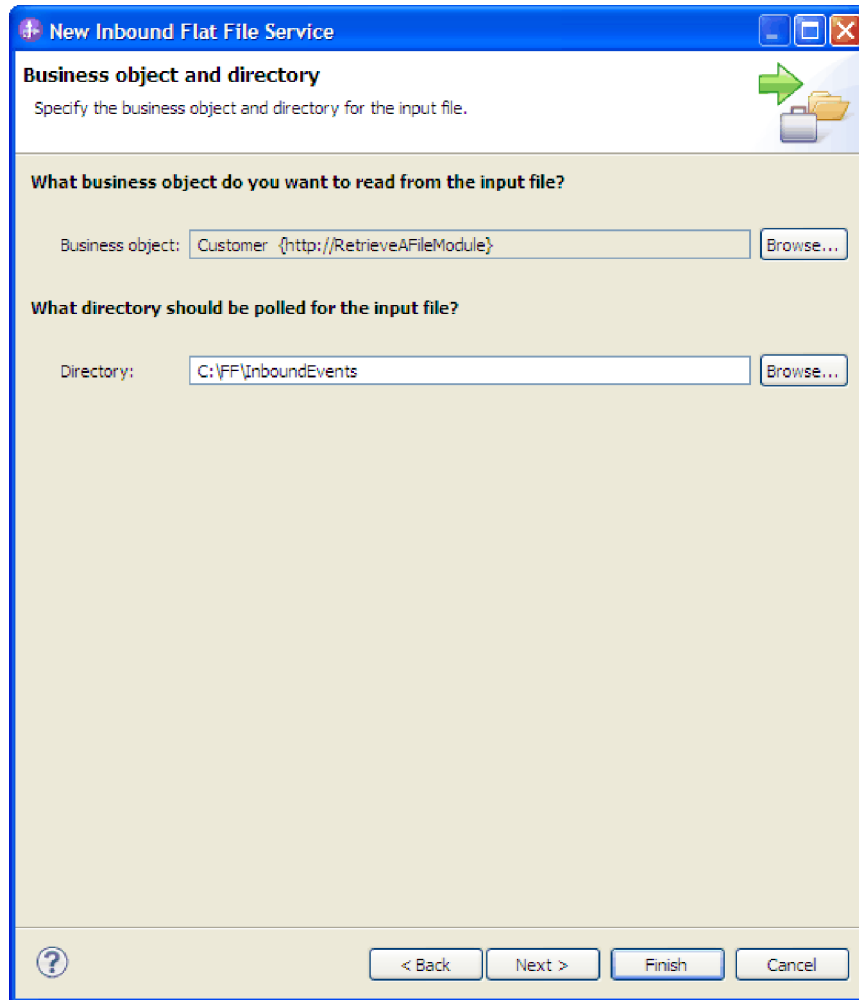 New Inbound Flat File Service
Business object and directory
Specify the business object and directory for the input file.
What business object do you want to read from the input file?
Business object: Customer {http://RetrieveAFileModule} Browse...
What directory should be polled for the input file?
Directory: C:\FF\InboundEvents Browse...
? < Back Next > Finish Cancel